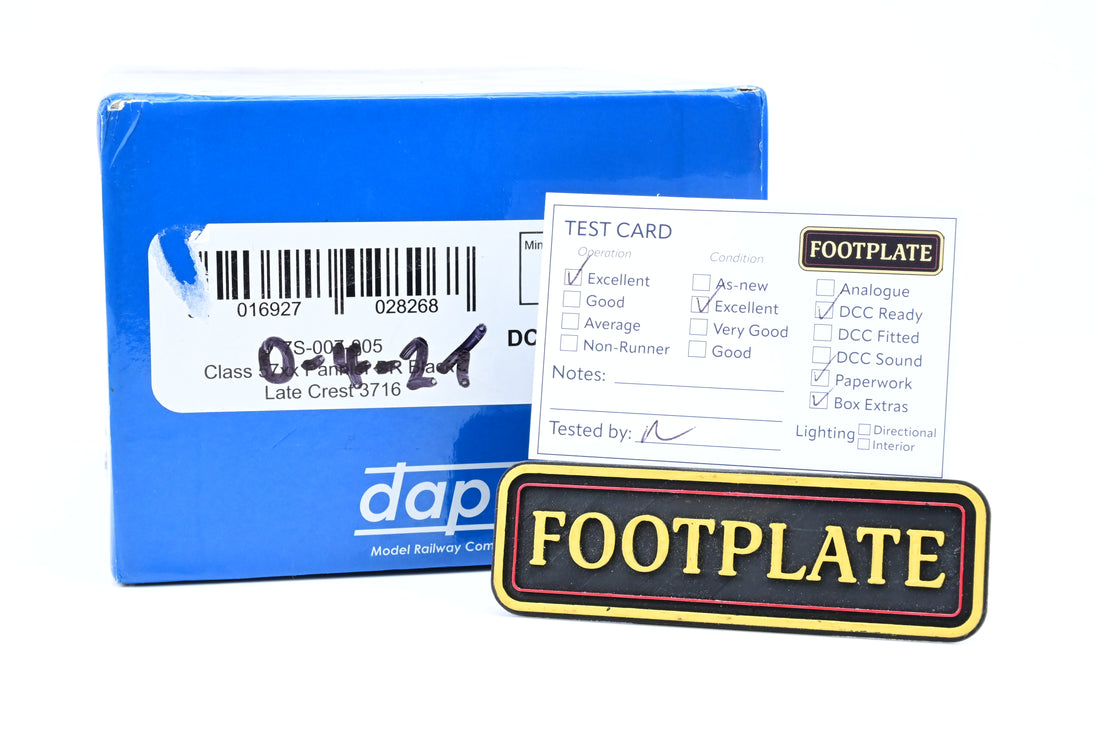 Min
016927 028268
7S-007-005
DC
Class 57xx Pannier BR Black
Late Crest 3716
0-4-21
dap
Model Railway Com
TEST CARD
FOOTPLATE
Operation
Excellent
Good
Average
Non-Runner
Condition
As-new
Excellent
Very Good
Good
Analogue
DCC Ready
DCC Fitted
DCC Sound
Paperwork
Box Extras
Notes:
Tested by:
Lighting
Directional
Interior
FOOTPLATE